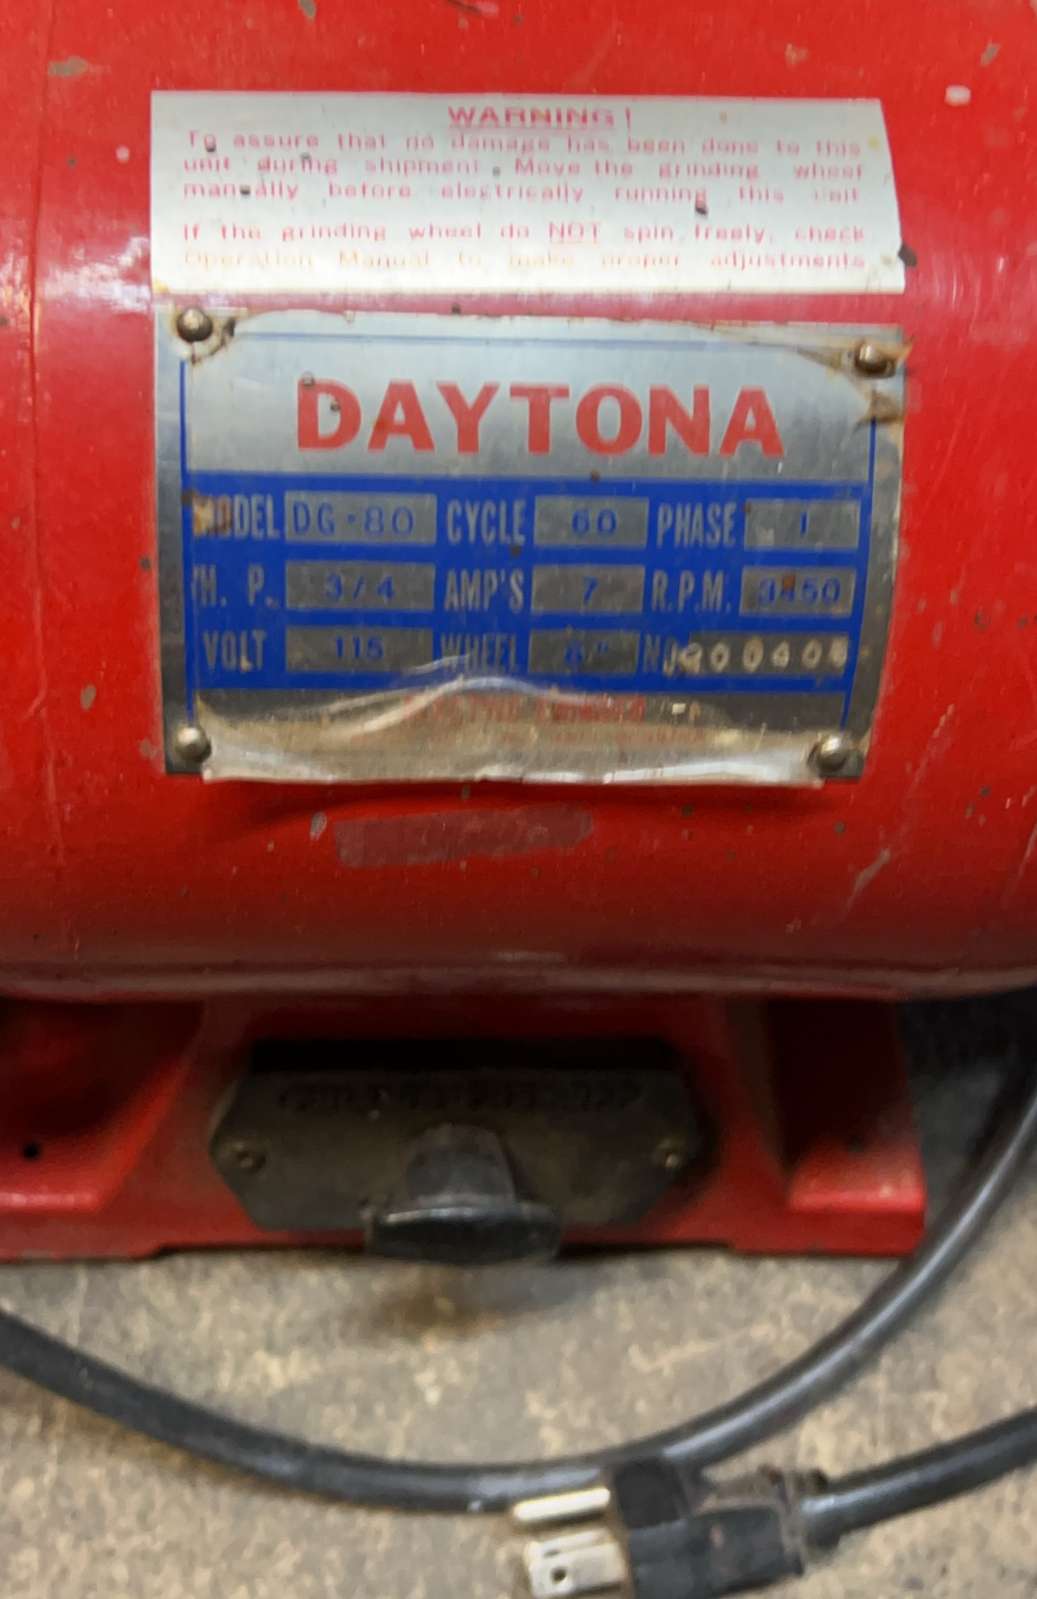 WARNING!
To assure that no damage has been done to this
unit during shipment. Move the grinding wheel
manually before electrically running this unit
If the grinding wheel do NOT spin freely, check
Operation Manual to make proper adjustments
DAYTONA
MODEL DG-80 CYCLE 60 PHASE 1
H. P. 3/4 AMP'S 7 R.P.M. 3450
VOLT 115 WHEEL 8" NO